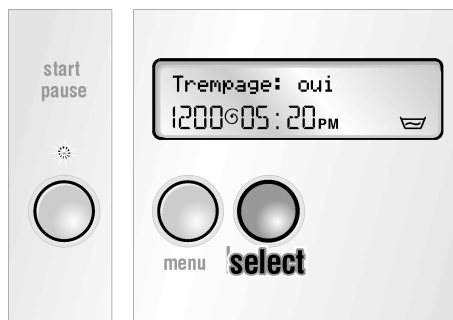 start
pause
Trempage: oui
1200 05:20PM
menu
select